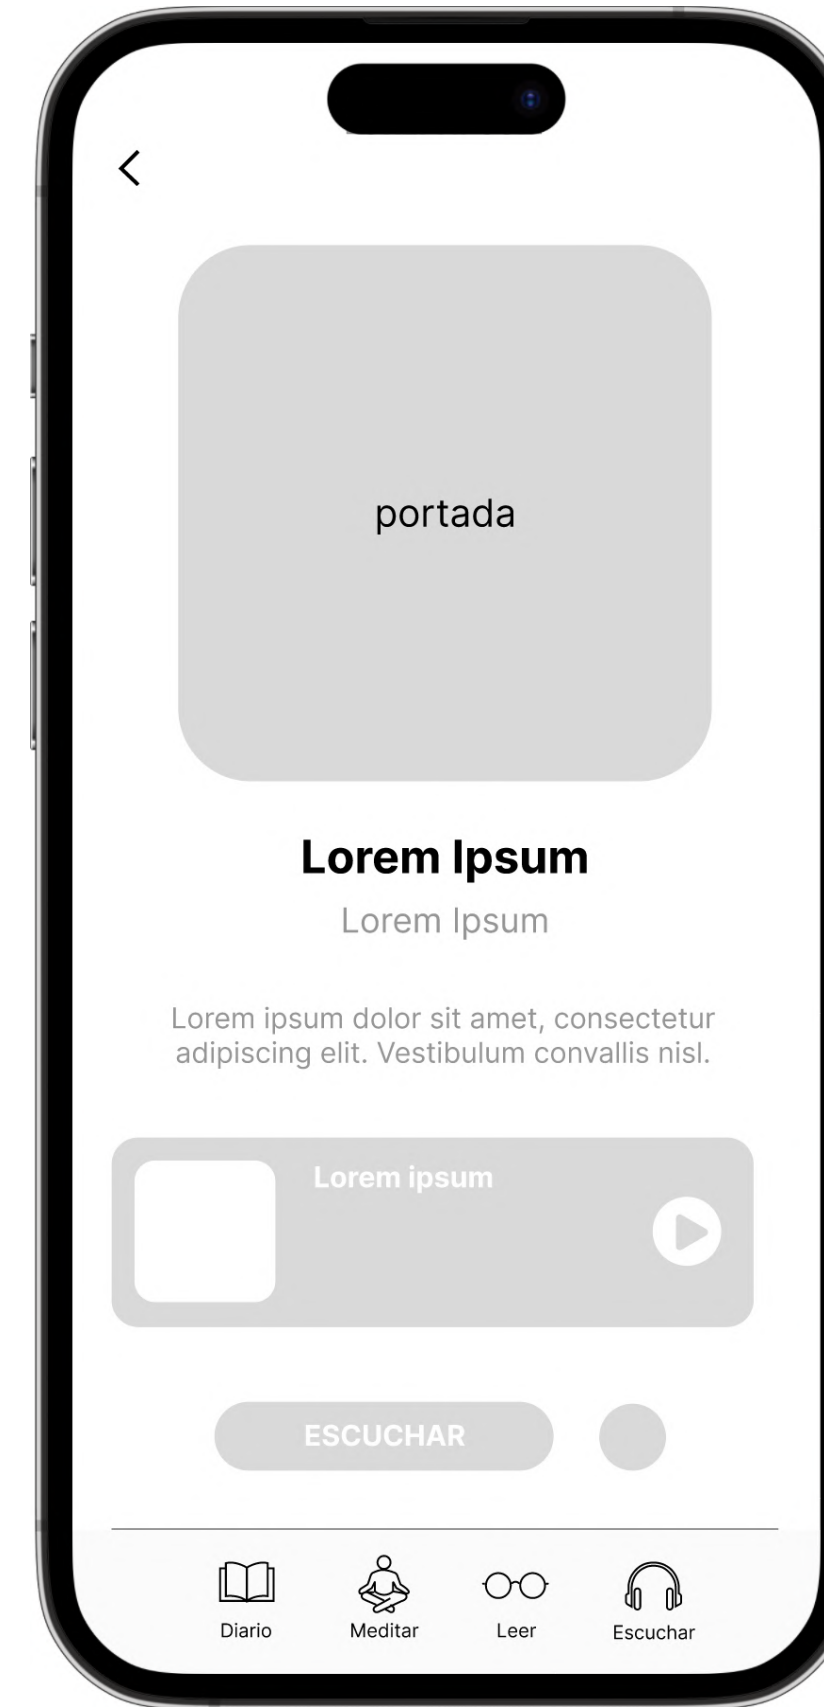 portada
Lorem Ipsum
Lorem Ipsum
Lorem ipsum dolor sit amet, consectetur
adipiscing elit. Vestibulum convallis nisl.
Lorem ipsum
ESCUCHAR
Diario Meditar Leer Escuchar